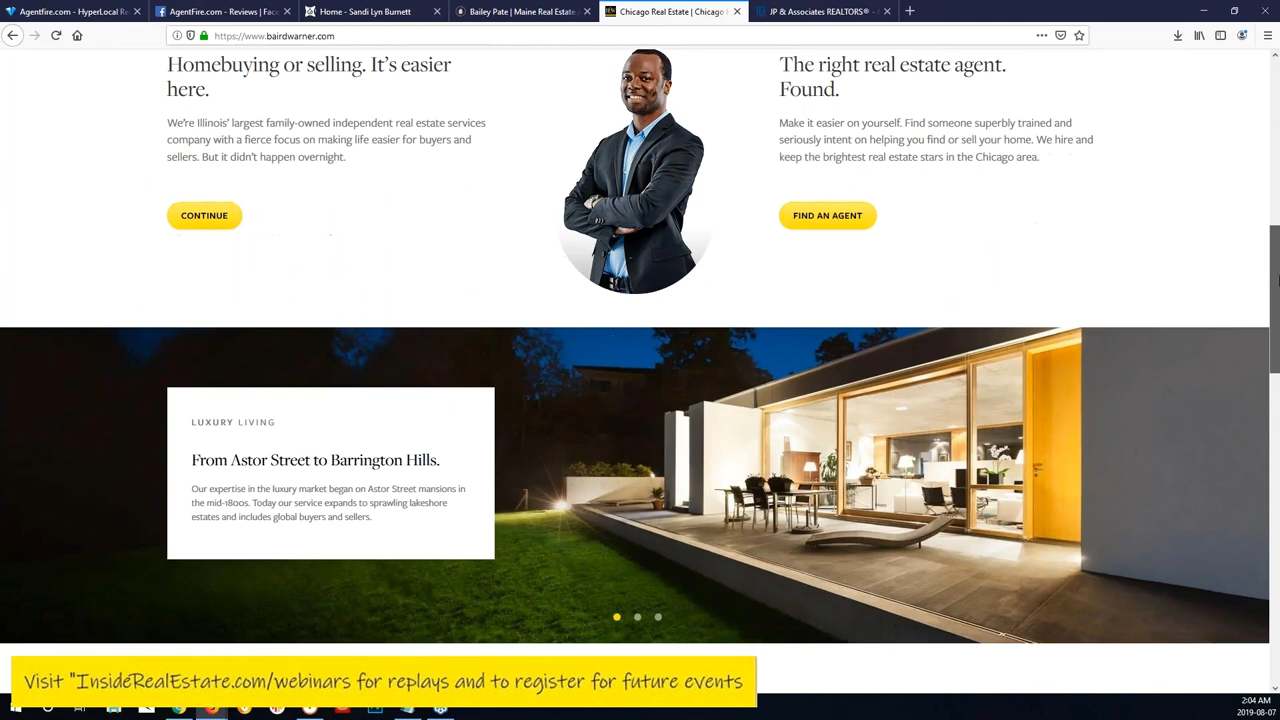 AgentFire.com - HyperLocal Re
AgentFire.com - Reviews | Face
Home - Sandi Lyn Burnett
Bailey Pate | Maine Real Estate
Chicago Real Estate | Chicago
JP & Associates REALTORS® -
https://www.bairdwarner.com
Homebuying or selling. It's easier
here.
We're Illinois' largest family-owned independent real estate services
company with a fierce focus on making life easier for buyers and
sellers. But it didn't happen overnight.
CONTINUE
The right real estate agent.
Found.
Make it easier on yourself. Find someone superbly trained and
seriously intent on helping you find or sell your home. We hire and
keep the brightest real estate stars in the Chicago area.
FIND AN AGENT
LUXURY LIVING
From Astor Street to Barrington Hills.
Our expertise in the luxury market began on Astor Street mansions in
the mid-1800s. Today our service expands to sprawling lakeshore
estates and includes global buyers and sellers.
Visit "InsideRealEstate.com/webinars for replays and to register for future events
2:04 AM
2019-08-07